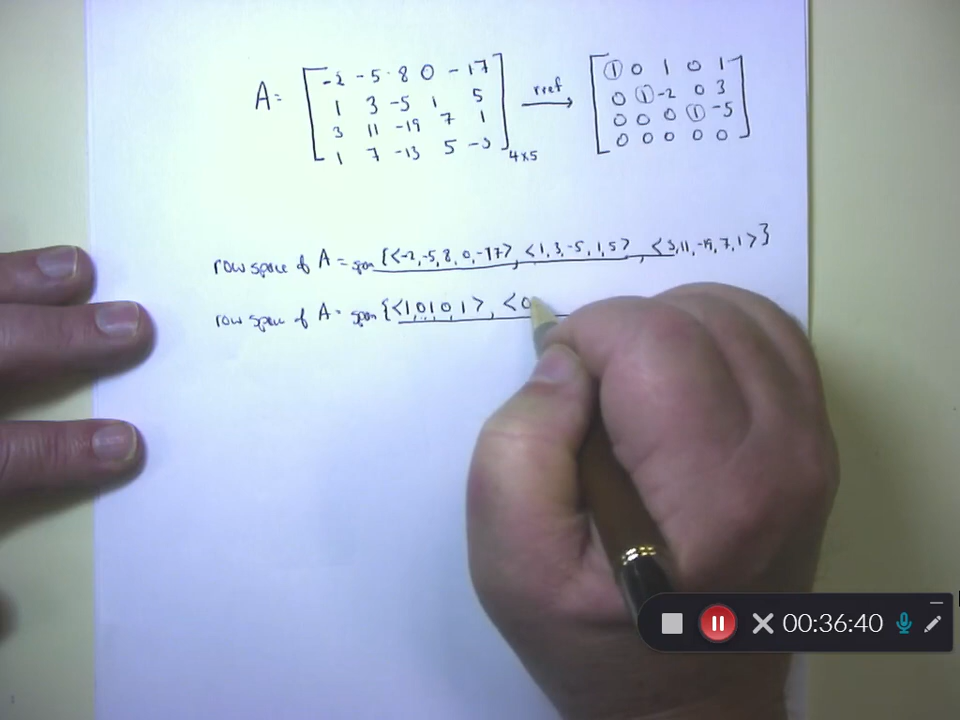 A = [ -2 -5 8 0 -17 ] rref → [ 1 0 1 0 1 ]
[ 1 3 -5 1 5 ] [ 0 1 -2 0 3 ]
[ 3 11 -19 7 1 ] [ 0 0 0 1 -5 ]
[ 1 7 -13 5 -3 ] 4x5 [ 0 0 0 0 0 ]
row space of A = span {<-2,-5,8,0,-17>, <1,3,-5,1,5>, <3,11,-19,7,1>}
row space of A = span {<1,0,1,0,1>, <0
00:36:40